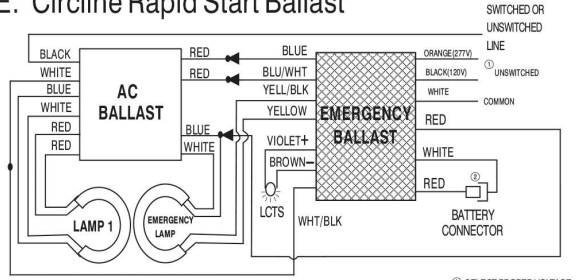 E. Circline Rapid Start Ballast
SWITCHED OR
UNSWITCHED
LINE
BLACK
WHITE
BLUE
WHITE
RED
RED
AC
BALLAST
RED
RED
BLUE
WHITE
BLUE
BLU/WHT
YELL/BLK
YELLOW
VIOLET+
BROWN-
LCTS
WHT/BLK
EMERGENCY
BALLAST
ORANGE(277V)
BLACK(120V)
① UNSWITCHED
WHITE
COMMON
RED
WHITE
RED
②
BATTERY
CONNECTOR
LAMP 1
EMERGENCY
LAMP